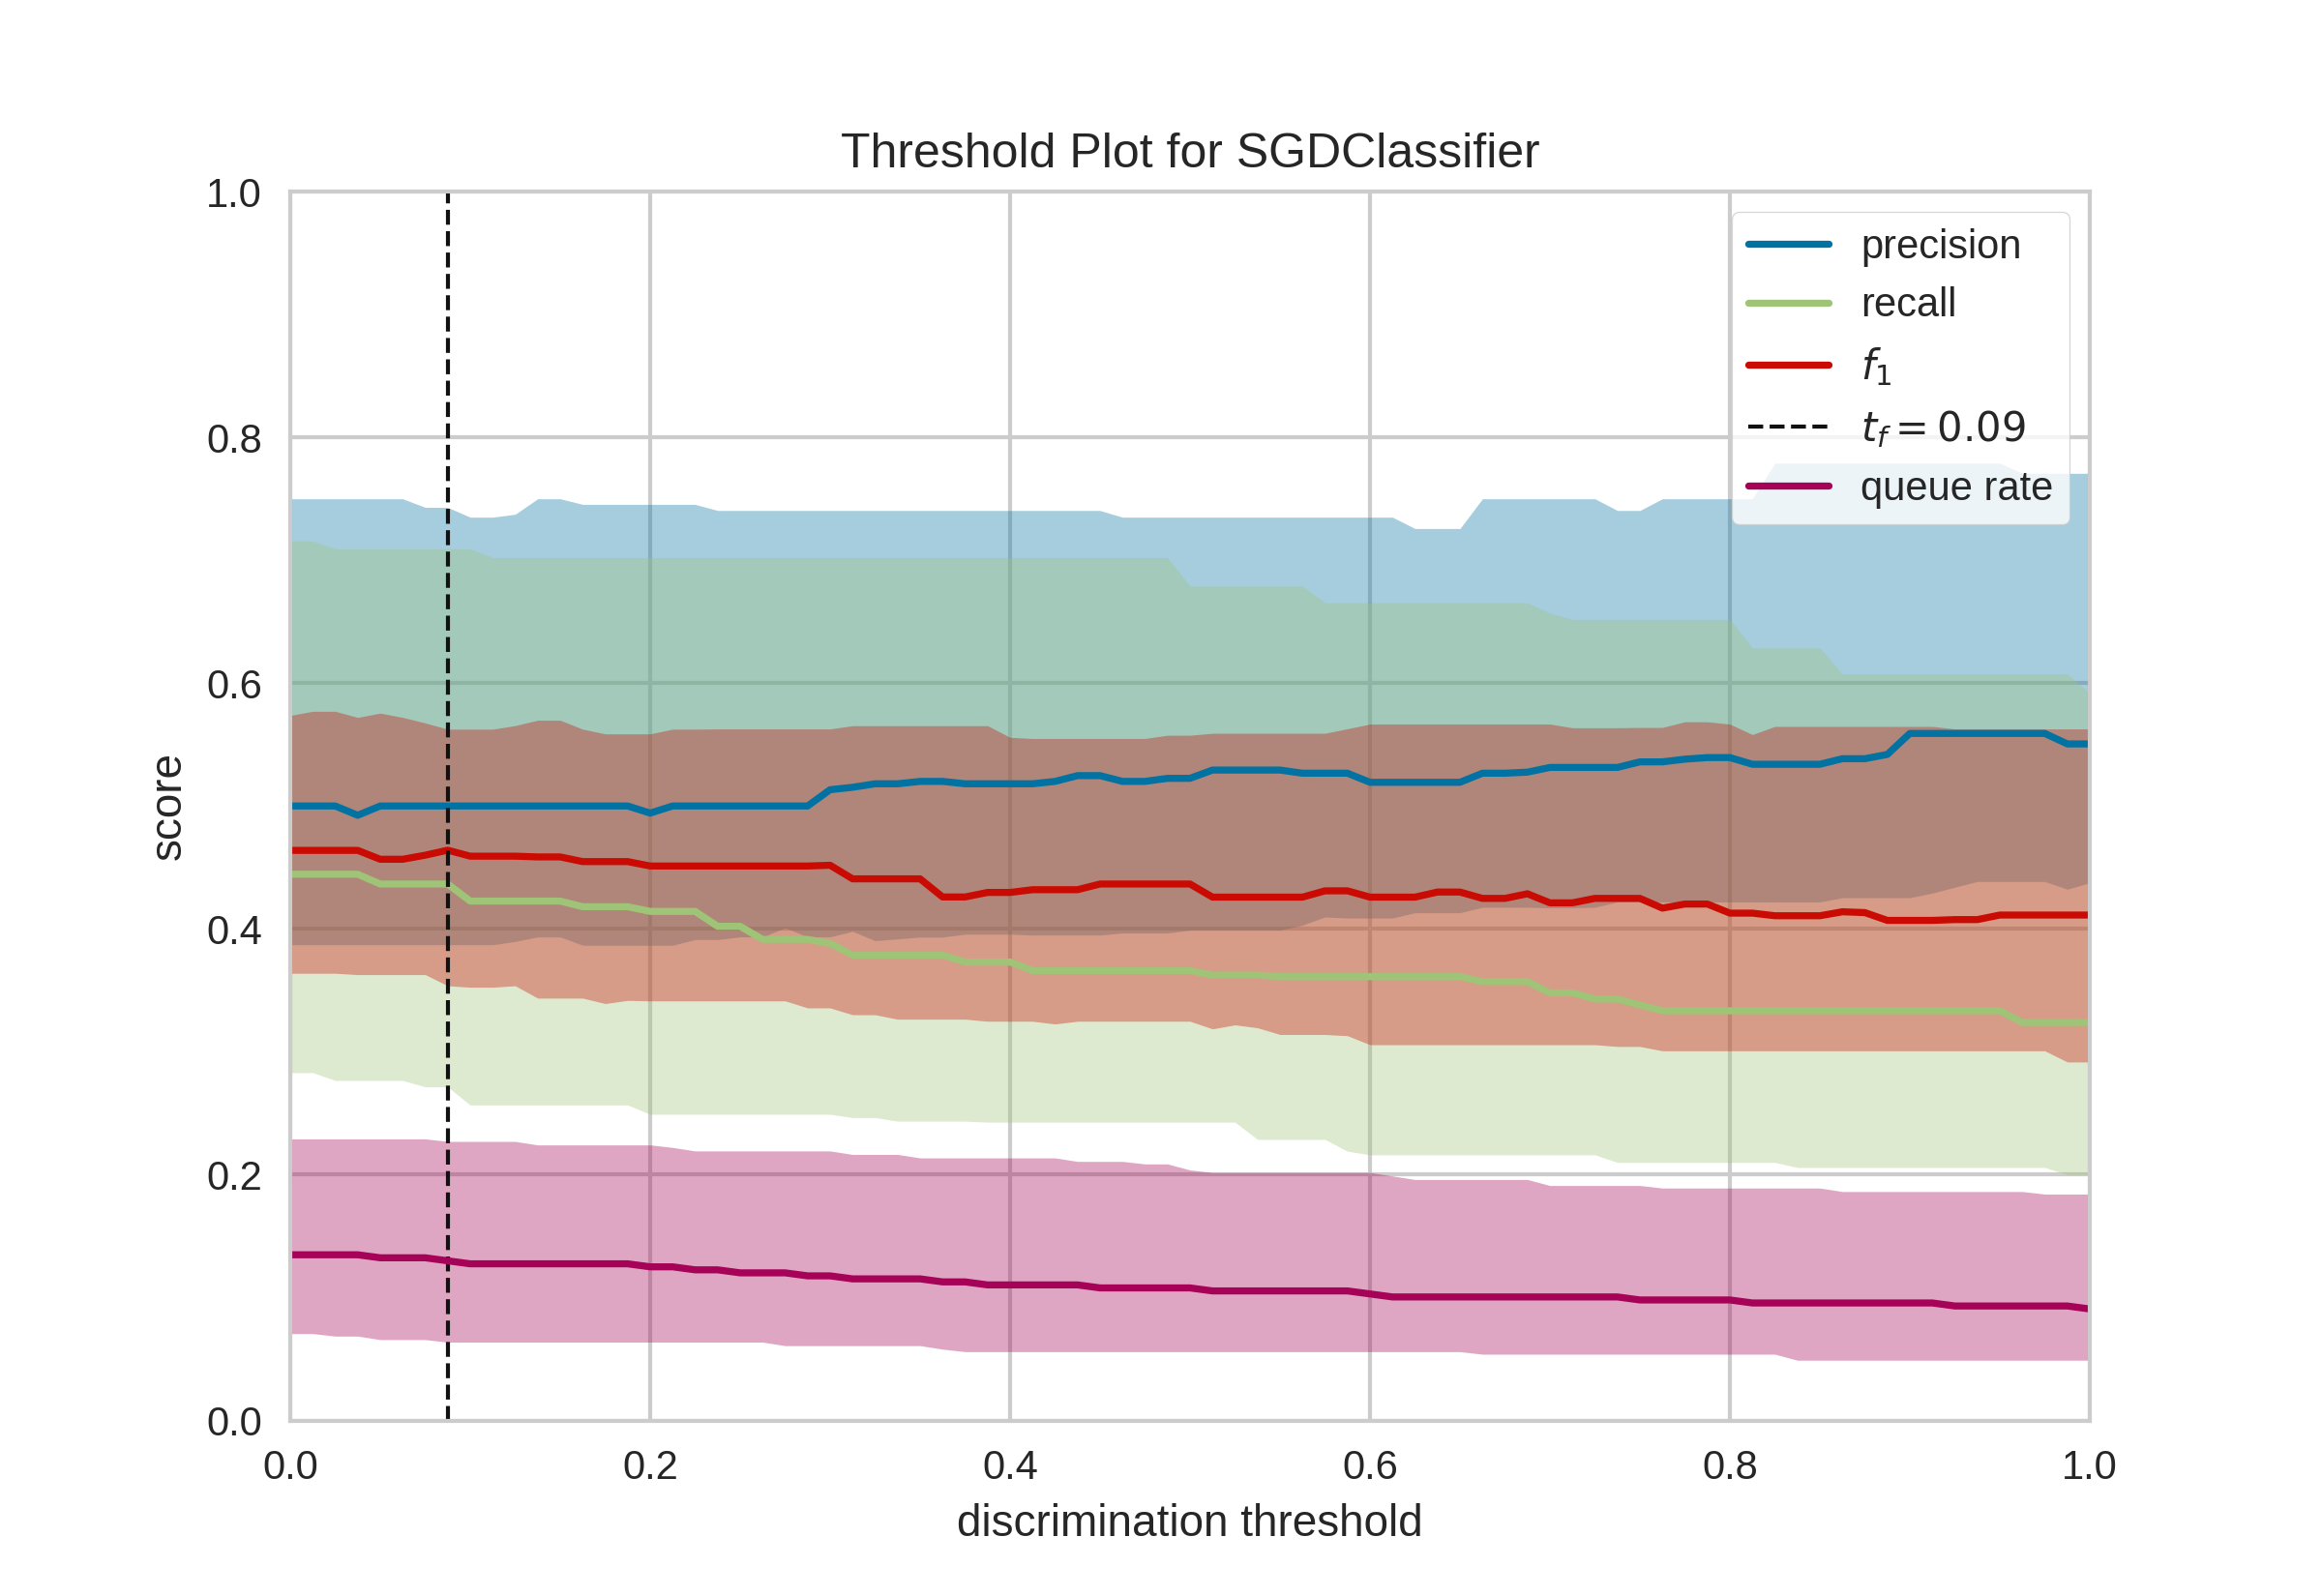 Threshold Plot for SGDClassifier
1.0
0.8
0.6
0.4
0.2
0.0
score
precision
recall
f1
tf = 0.09
queue rate
0.0 0.2 0.4 0.6 0.8 1.0
discrimination threshold